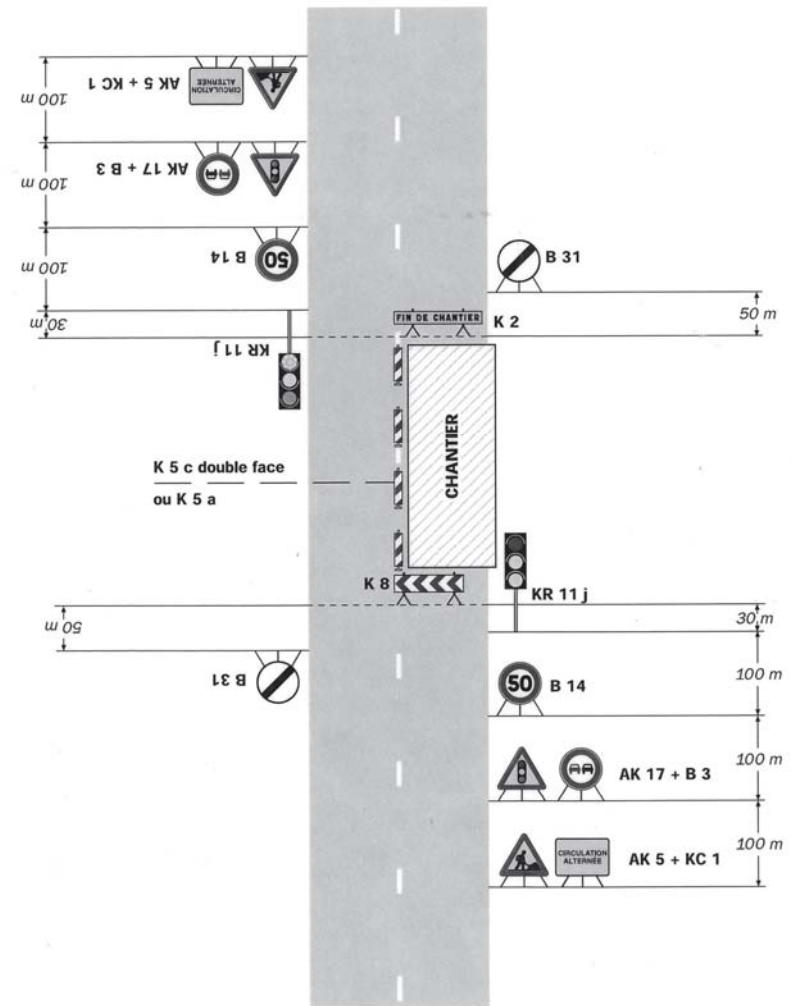 CIRCULATION
ALTERNÉE
AK 5 + KC 1
100 m
AK 17 + B 3
100 m
50
B 14
100 m
B 31
FIN DE CHANTIER
K 2
50 m
30 m
KR 11 j
K 5 c double face
ou K 5 a
CHANTIER
K 8
KR 11 j
50 m
30 m
B 31
50
B 14
100 m
AK 17 + B 3
100 m
CIRCULATION
ALTERNÉE
AK 5 + KC 1
100 m